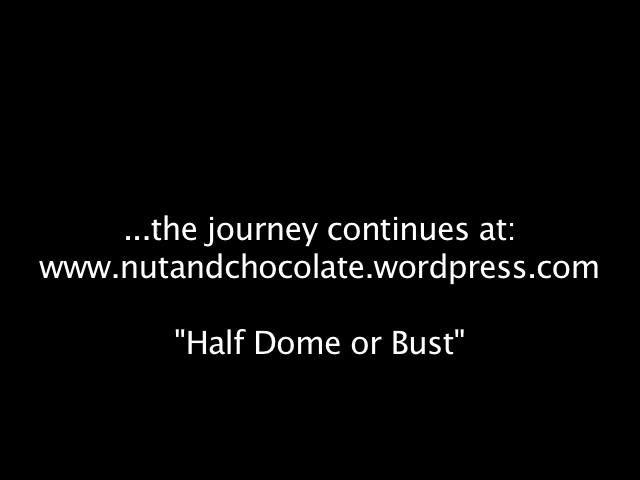 ...the journey continues at:
www.nutandchocolate.wordpress.com
"Half Dome or Bust"